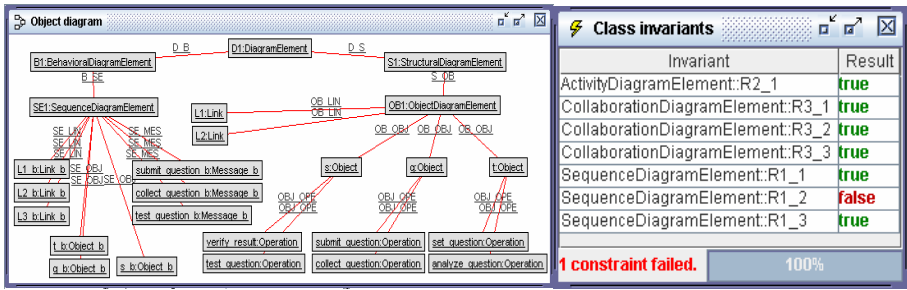 Object diagram
D_B
D1:DiagramElement
D_S
B1:BehavioralDiagramElement
S1:StructuralDiagramElement
B_SE
S_OB
SE1:SequenceDiagramElement
OB_LIN
OB_LIN
L1:Link
OB1:ObjectDiagramElement
L2:Link
SE_LIN
SE_LIN
SE_LIN
SE_MES
SE_MES
SE_MES
OB_OBJ
OB_OBJ
OB_OBJ
L1_b:Link_b
SE_OBJ
submit_question_b:Message_b
s:Object
g:Object
t:Object
SE_OBJ
SE_OBJ
L2_b:Link_b
collect_question_b:Message_b
L3_b:Link_b
test_question_b:Message_b
OBJ_OPE
OBJ_OPE
OBJ_OPE
OBJ_OPE
OBJ_OPE
OBJ_OPE
t_b:Object_b
verify_result:Operation
submit_question:Operation
set_question:Operation
g_b:Object_b
s_b:Object_b
test_question:Operation
collect_question:Operation
analyze_question:Operation
Class invariants
Invariant Result
ActivityDiagramElement::R2_1 true
CollaborationDiagramElement::R3_1 true
CollaborationDiagramElement::R3_2 true
CollaborationDiagramElement::R3_3 true
SequenceDiagramElement::R1_1 true
SequenceDiagramElement::R1_2 false
SequenceDiagramElement::R1_3 true
1 constraint failed. 100%